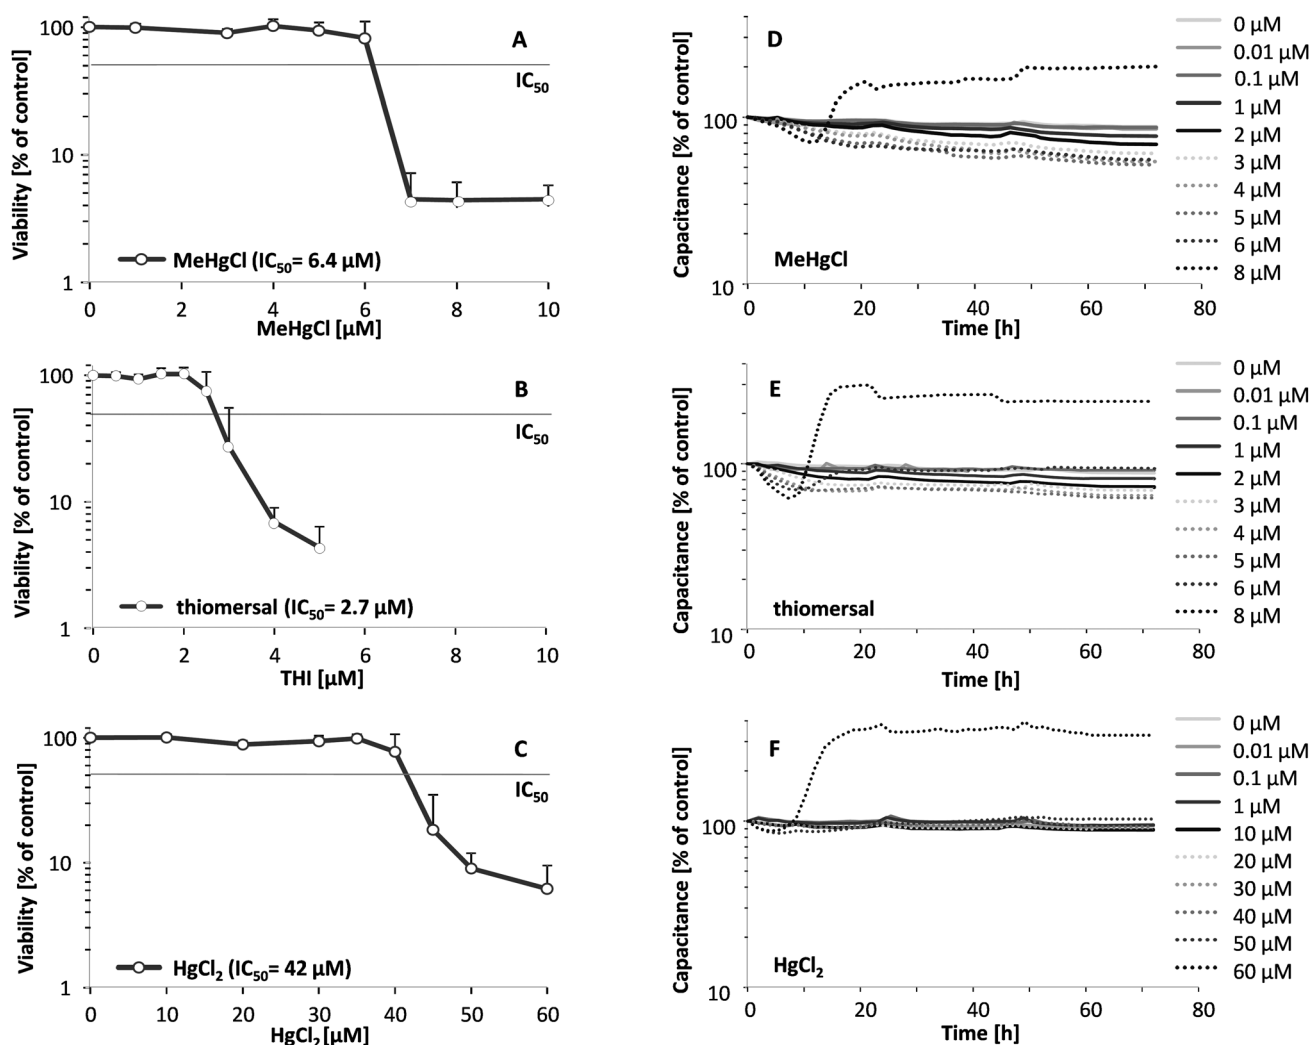 A
Viability [% of control]
100
10
1
IC50
MeHgCl (IC50= 6.4 µM)
0 2 4 6 8 10
MeHgCl [µM]
D
Capacitance [% of control]
100
10
MeHgCl
0 20 40 60 80
Time [h]
0 µM
0.01 µM
0.1 µM
1 µM
2 µM
3 µM
4 µM
5 µM
6 µM
8 µM
B
Viability [% of control]
100
10
1
IC50
thiomersal (IC50= 2.7 µM)
0 2 4 6 8 10
THI [µM]
E
Capacitance [% of control]
100
10
thiomersal
0 20 40 60 80
Time [h]
0 µM
0.01 µM
0.1 µM
1 µM
2 µM
3 µM
4 µM
5 µM
6 µM
8 µM
C
Viability [% of control]
100
10
1
IC50
HgCl2 (IC50= 42 µM)
0 10 20 30 40 50 60
HgCl2 [µM]
F
Capacitance [% of control]
100
10
HgCl2
0 20 40 60 80
Time [h]
0 µM
0.01 µM
0.1 µM
1 µM
10 µM
20 µM
30 µM
40 µM
50 µM
60 µM